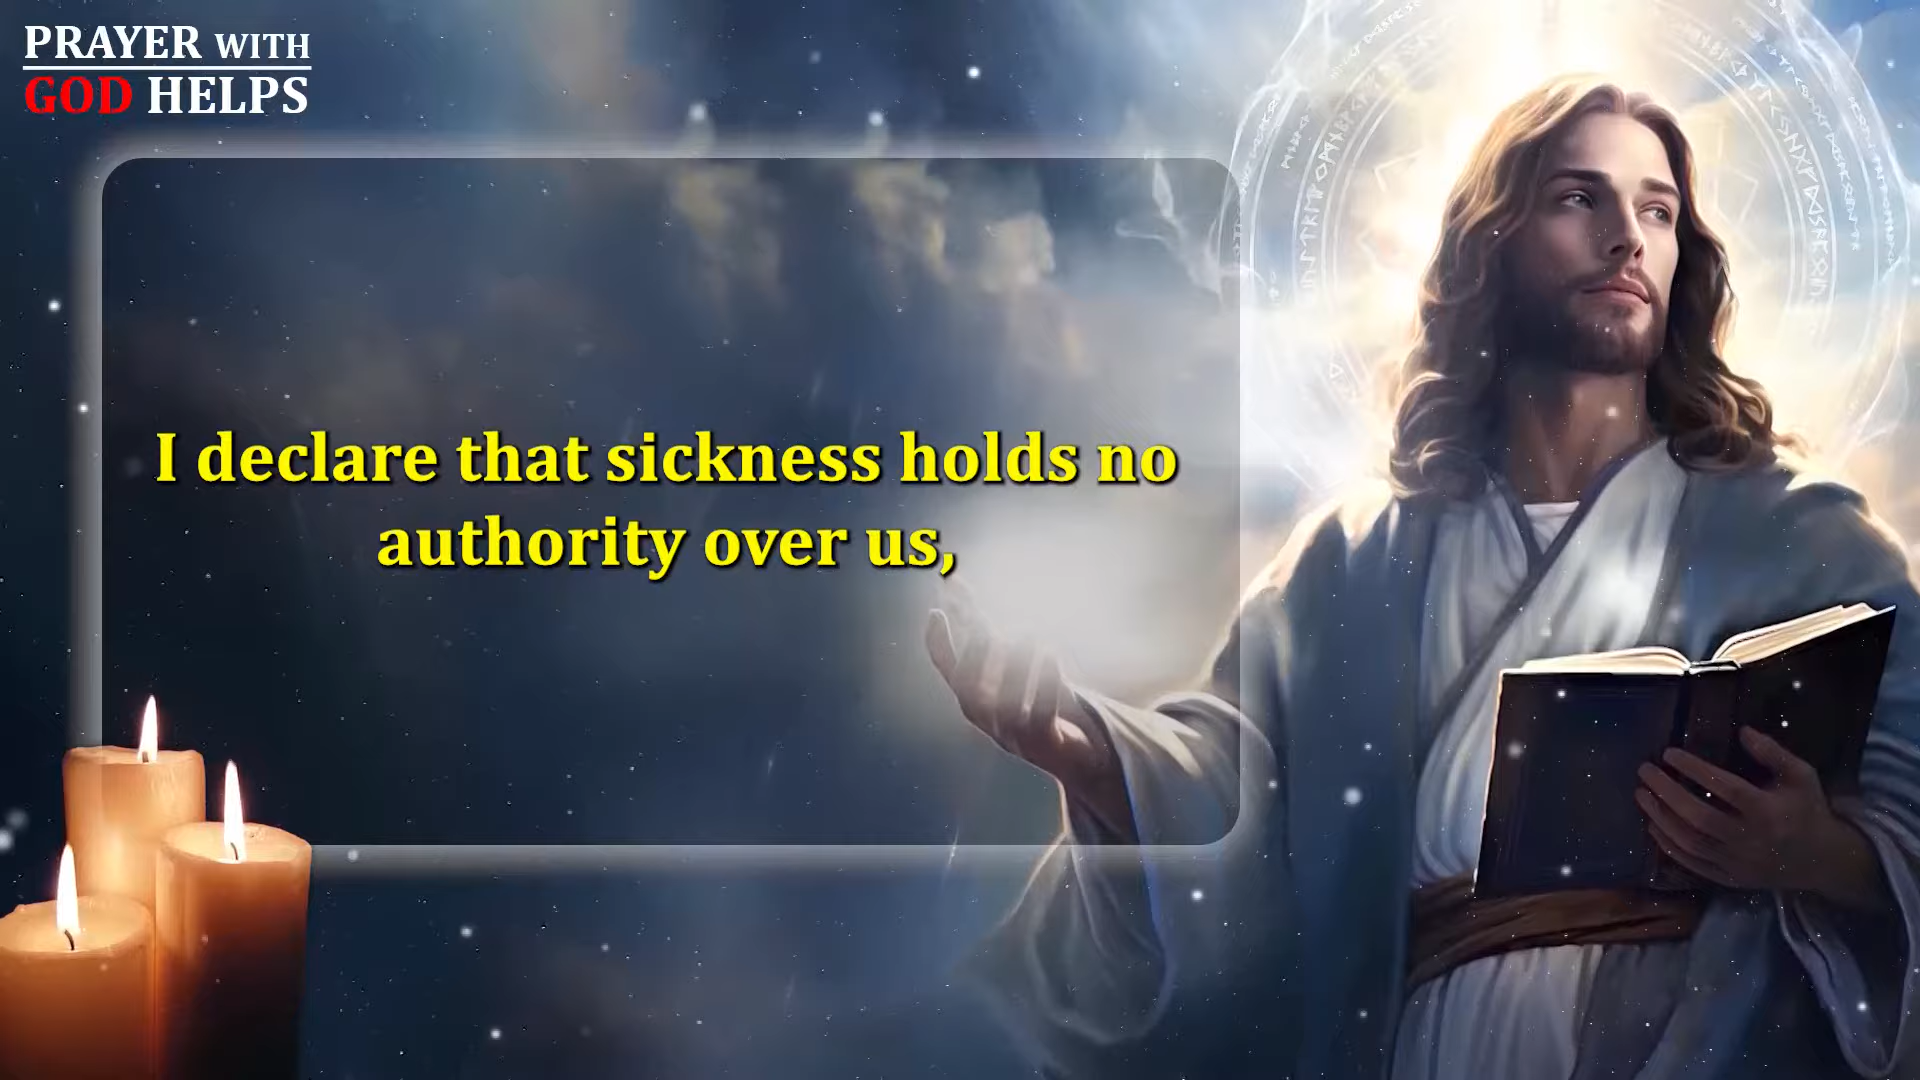 PRAYER WITH
GOD HELPS
I declare that sickness holds no
authority over us,